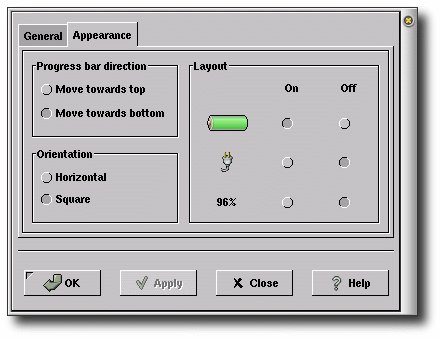 General Appearance
Progress bar direction
Move towards top
Move towards bottom
Orientation
Horizontal
Square
Layout
On Off
96%
OK Apply Close Help